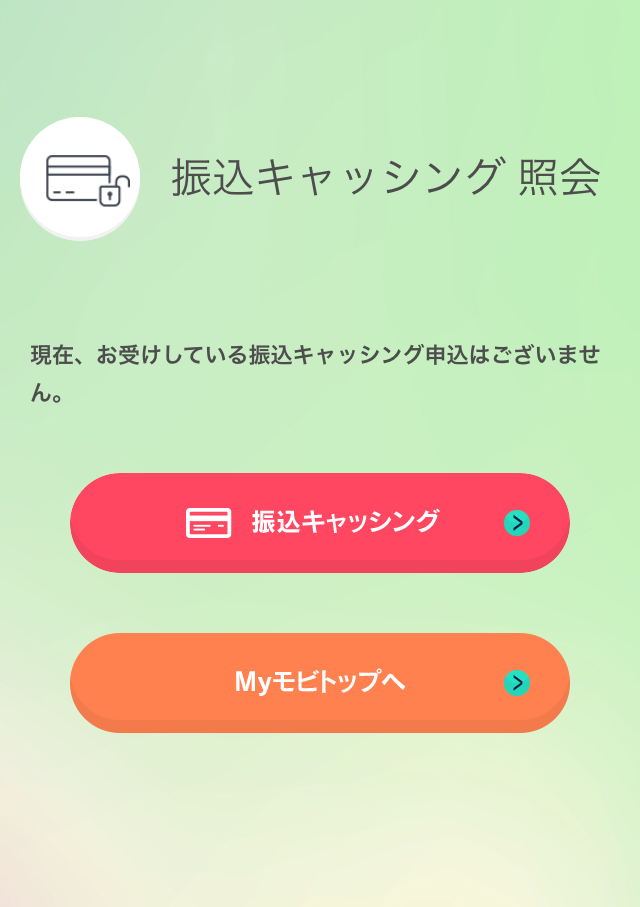 振込キャッシング 照会
現在、お受けしている振込キャッシング申込はございませ
ん。
振込キャッシング
Myモビトップへ